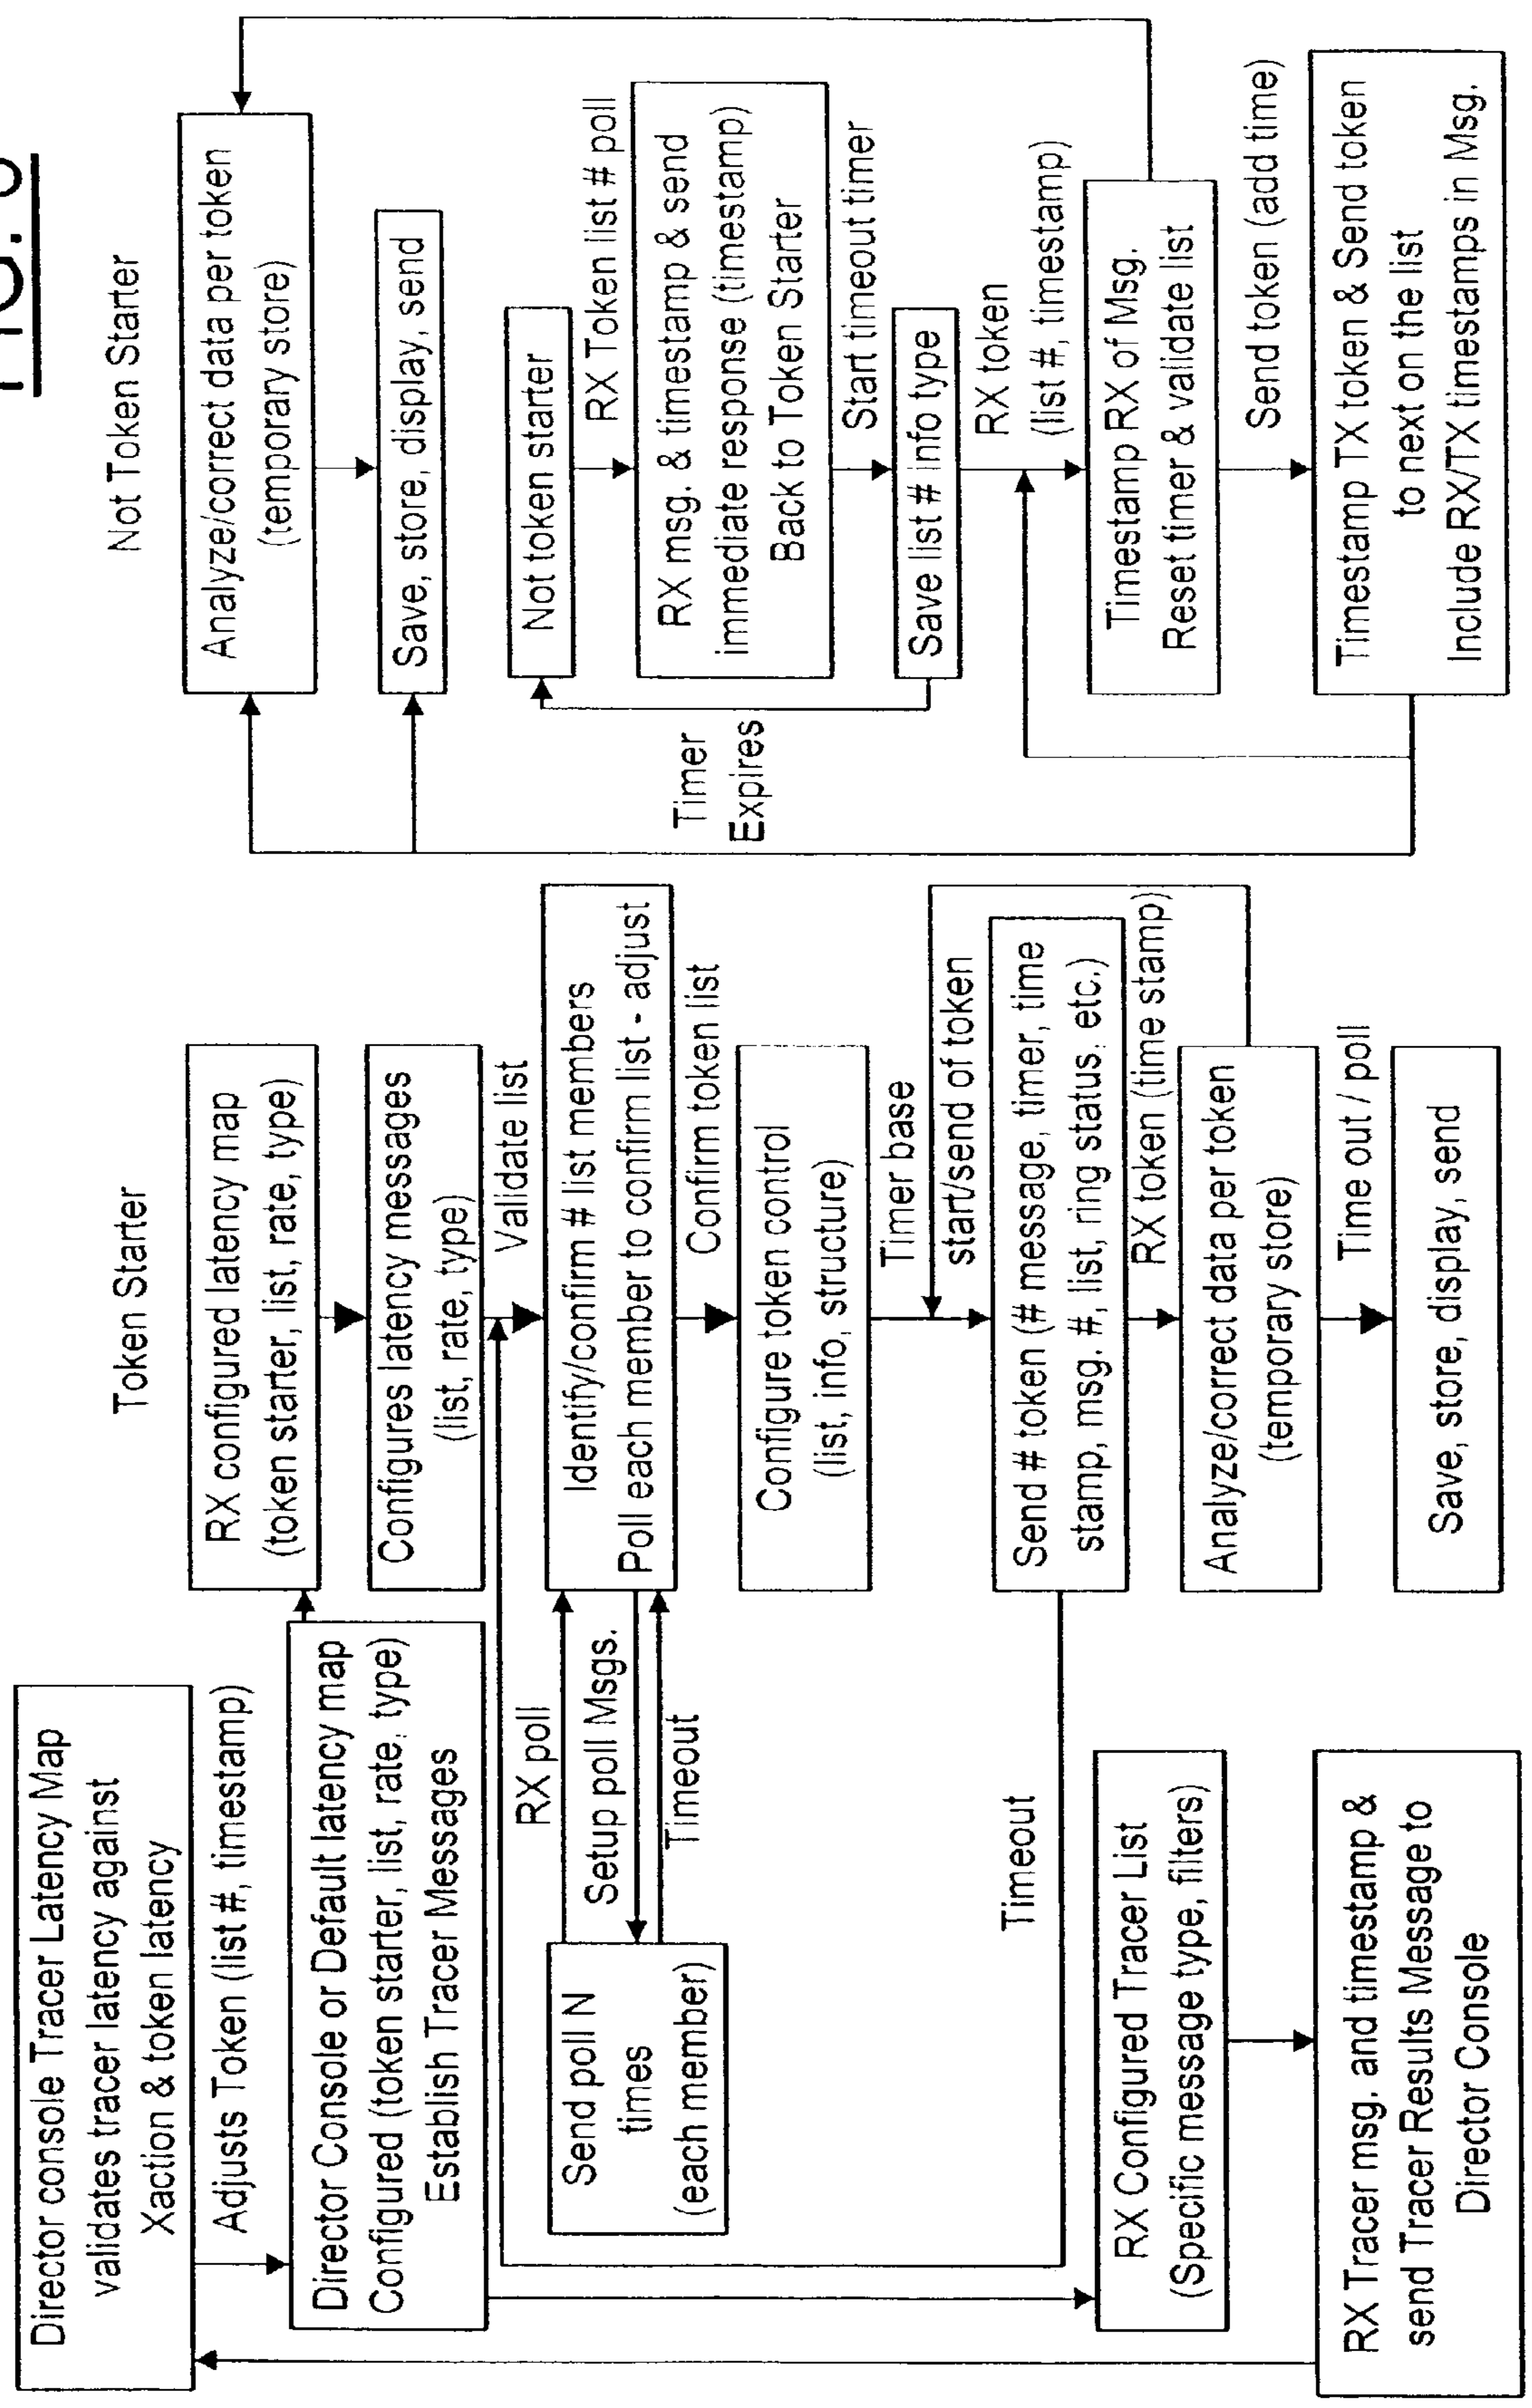 Director console Tracer Latency Map
validates tracer latency against
Xaction & token latency
Adjusts Token (list #, timestamp)
Director Console or Default latency map
Configured (token starter, list, rate, type)
Establish Tracer Messages
RX poll
Setup poll Msgs.
Timeout
Send poll N
times
(each member)
Timeout
RX Configured Tracer List
(Specific message type, filters)
RX Tracer msg. and timestamp &
send Tracer Results Message to
Director Console
Token Starter
RX configured latency map
(token starter, list, rate, type)
Configures latency messages
(list, rate, type)
Validate list
Identify/confirm # list members
Poll each member to confirm list - adjust
Confirm token list
Configure token control
(list, info, structure)
Timer base
start/send of token
Send # token (# message, timer, time
stamp, msg. #, list, ring status, etc.)
RX token (time stamp)
Analyze/correct data per token
(temporary store)
Time out / poll
Save, store, display, send
Not Token Starter
Analyze/correct data per token
(temporary store)
Save, store, display, send
Not token starter
RX Token list # poll
RX msg. & timestamp & send
immediate response (timestamp)
Back to Token Starter
Start timeout timer
Save list # info type
Timer
Expires
RX token
(list #, timestamp)
Timestamp RX of Msg.
Reset timer & validate list
Send token (add time)
Timestamp TX token & Send token
to next on the list
Include RX/TX timestamps in Msg.